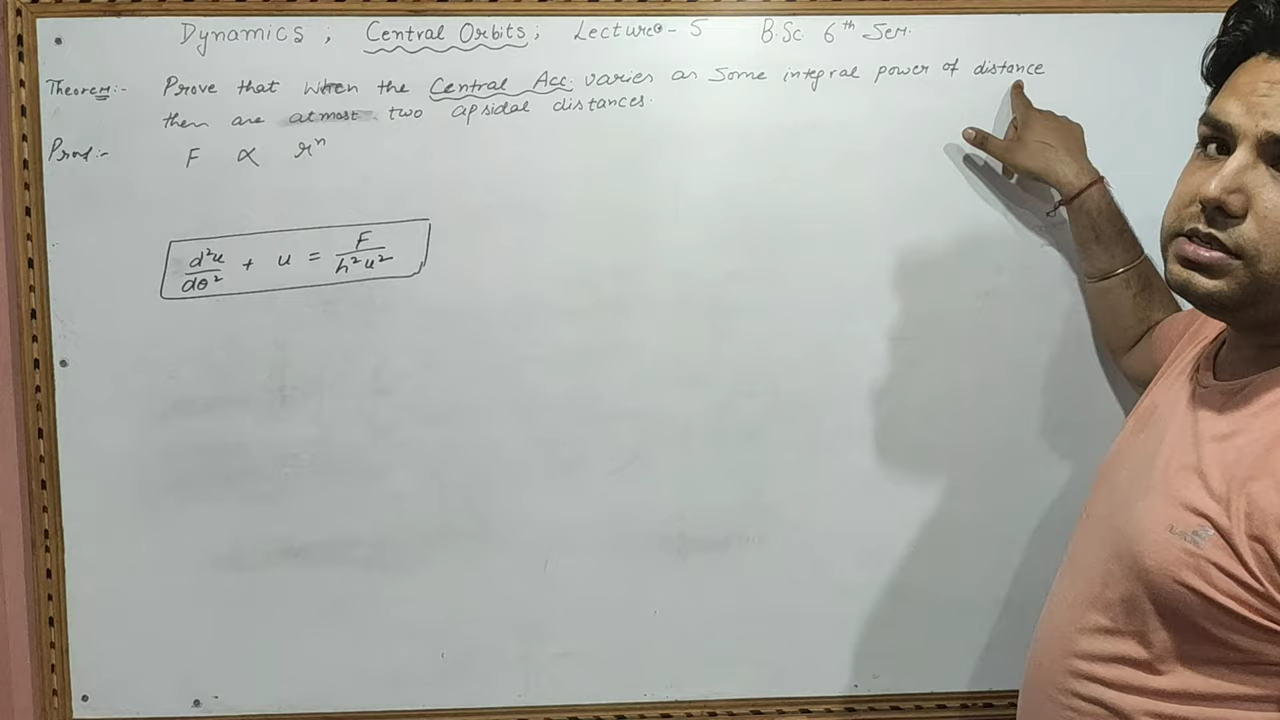 Dynamics ; Central Orbits ; Lecture - 5 B.Sc. 6th Sem.
Theorem:- Prove that when the Central Acc. varies as some integral power of distance
then are atmost two apsidal distances.
Proof:- F ∝ r^n
d²u/dθ² + u = F/h²u²